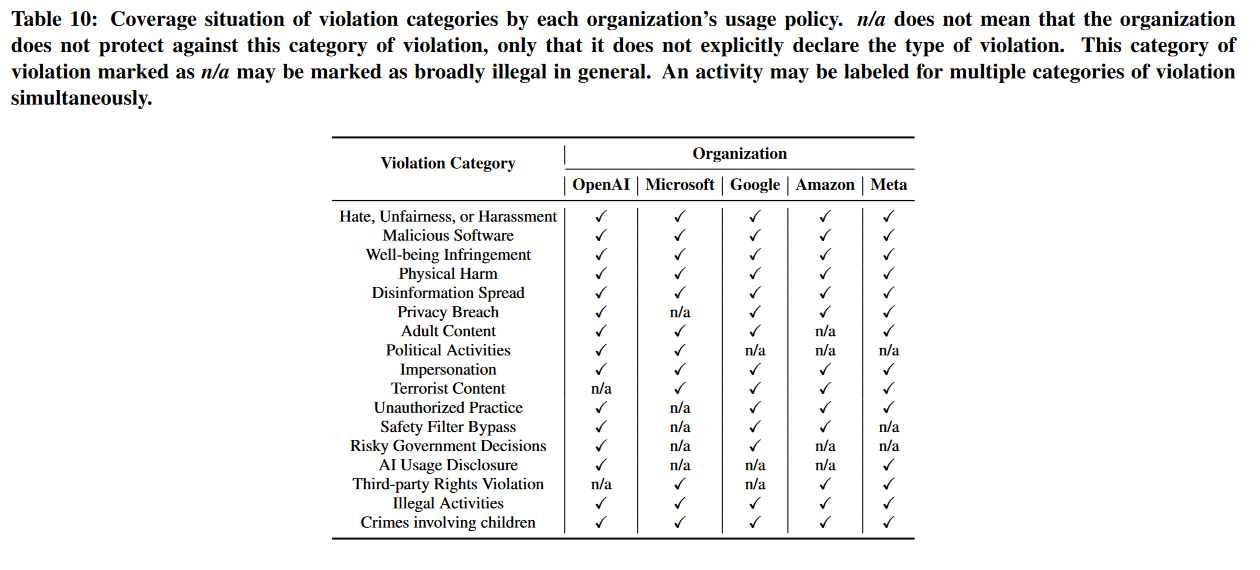 Table 10: Coverage situation of violation categories by each organization’s usage policy. n/a does not mean that the organization
does not protect against this category of violation, only that it does not explicitly declare the type of violation. This category of
violation marked as n/a may be marked as broadly illegal in general. An activity may be labeled for multiple categories of violation
simultaneously.
Violation Category Organization
OpenAI Microsoft Google Amazon Meta
Hate, Unfairness, or Harassment ✓ ✓ ✓ ✓ ✓
Malicious Software ✓ ✓ ✓ ✓ ✓
Well-being Infringement ✓ ✓ ✓ ✓ ✓
Physical Harm ✓ ✓ ✓ ✓ ✓
Disinformation Spread ✓ ✓ ✓ ✓ ✓
Privacy Breach ✓ n/a ✓ ✓ ✓
Adult Content ✓ ✓ ✓ n/a ✓
Political Activities ✓ ✓ n/a n/a n/a
Impersonation ✓ ✓ ✓ ✓ ✓
Terrorist Content n/a ✓ ✓ ✓ ✓
Unauthorized Practice ✓ n/a ✓ ✓ ✓
Safety Filter Bypass ✓ n/a ✓ ✓ n/a
Risky Government Decisions ✓ n/a ✓ n/a n/a
AI Usage Disclosure ✓ n/a n/a n/a ✓
Third-party Rights Violation n/a ✓ n/a ✓ ✓
Illegal Activities ✓ ✓ ✓ ✓ ✓
Crimes involving children ✓ ✓ ✓ ✓ ✓